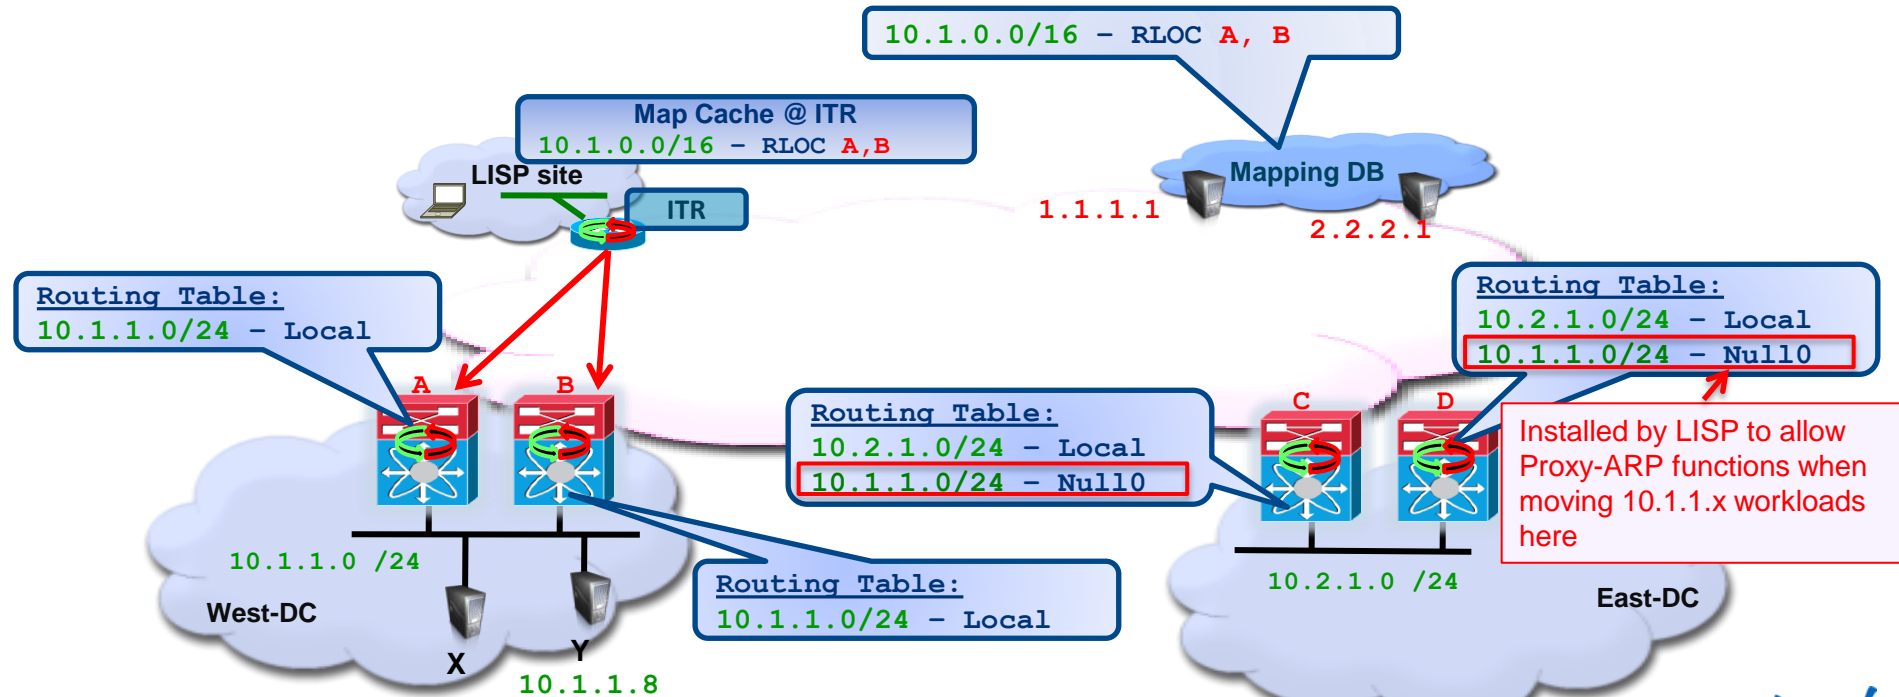 10.1.0.0/16 – RLOC A, B
Map Cache @ ITR
10.1.0.0/16 – RLOC A,B
LISP site
ITR
Mapping DB
1.1.1.1
2.2.2.1
Routing Table:
10.1.1.0/24 – Local
Routing Table:
10.2.1.0/24 – Local
10.1.1.0/24 – Null0
A
B
C
D
Routing Table:
10.2.1.0/24 – Local
10.1.1.0/24 – Null0
Installed by LISP to allow
Proxy-ARP functions when
moving 10.1.1.x workloads
here
10.1.1.0 /24
West-DC
X
Y
10.1.1.8
Routing Table:
10.1.1.0/24 – Local
10.2.1.0 /24
East-DC